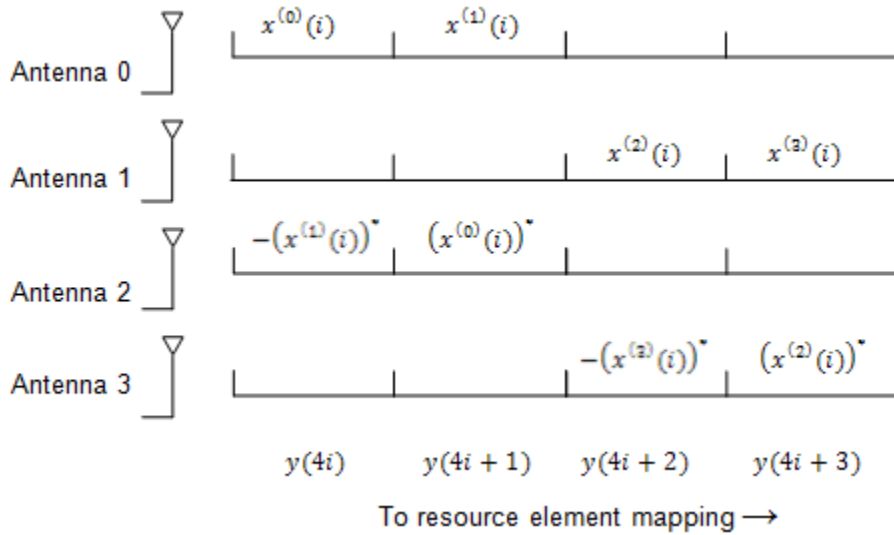 x⁽⁰⁾(i) x⁽¹⁾(i)
Antenna 0
x⁽²⁾(i) x⁽³⁾(i)
Antenna 1
−(x⁽¹⁾(i))* (x⁽⁰⁾(i))*
Antenna 2
−(x⁽³⁾(i))* (x⁽²⁾(i))*
Antenna 3
y(4i) y(4i + 1) y(4i + 2) y(4i + 3)
To resource element mapping →